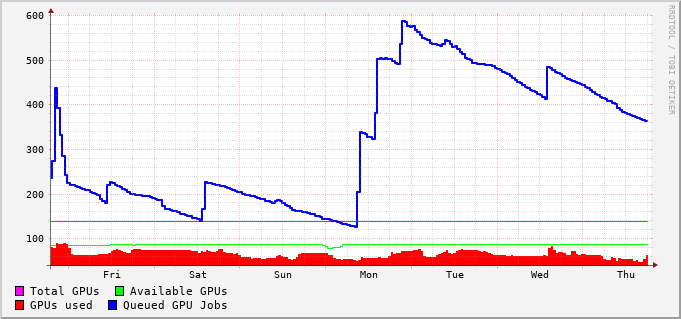 600
500
400
300
200
100
Fri Sat Sun Mon Tue Wed Thu
Total GPUs Available GPUs
GPUs used Queued GPU Jobs
RRDTOOL / TOBI OETIKER